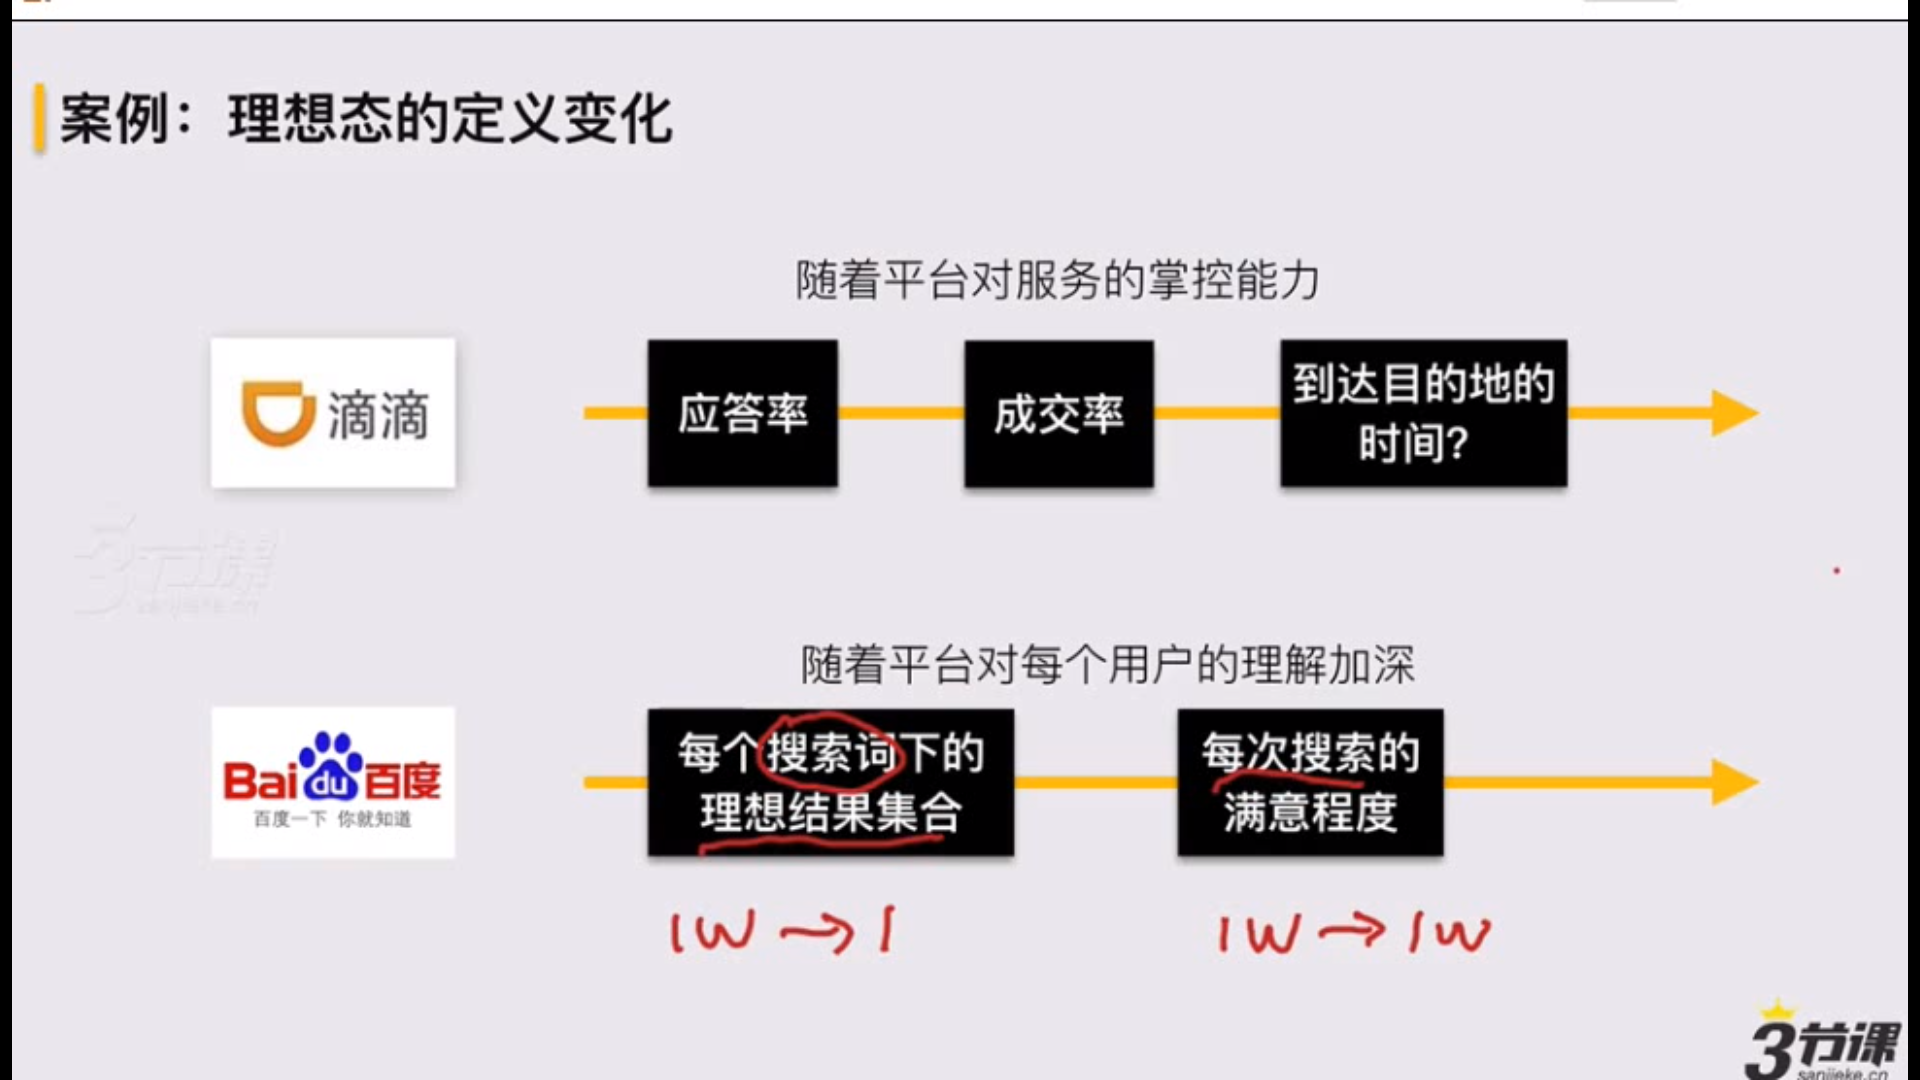 案例：理想态的定义变化
随着平台对服务的掌控能力
滴滴
应答率
成交率
到达目的地的
时间?
3节课
sanjieke.cn
随着平台对每个用户的理解加深
Bai du 百度
百度一下 你就知道
每个搜索词下的
理想结果集合
每次搜索的
满意程度
1W → 1
1W → 1W
3节课
sanjieke.cn